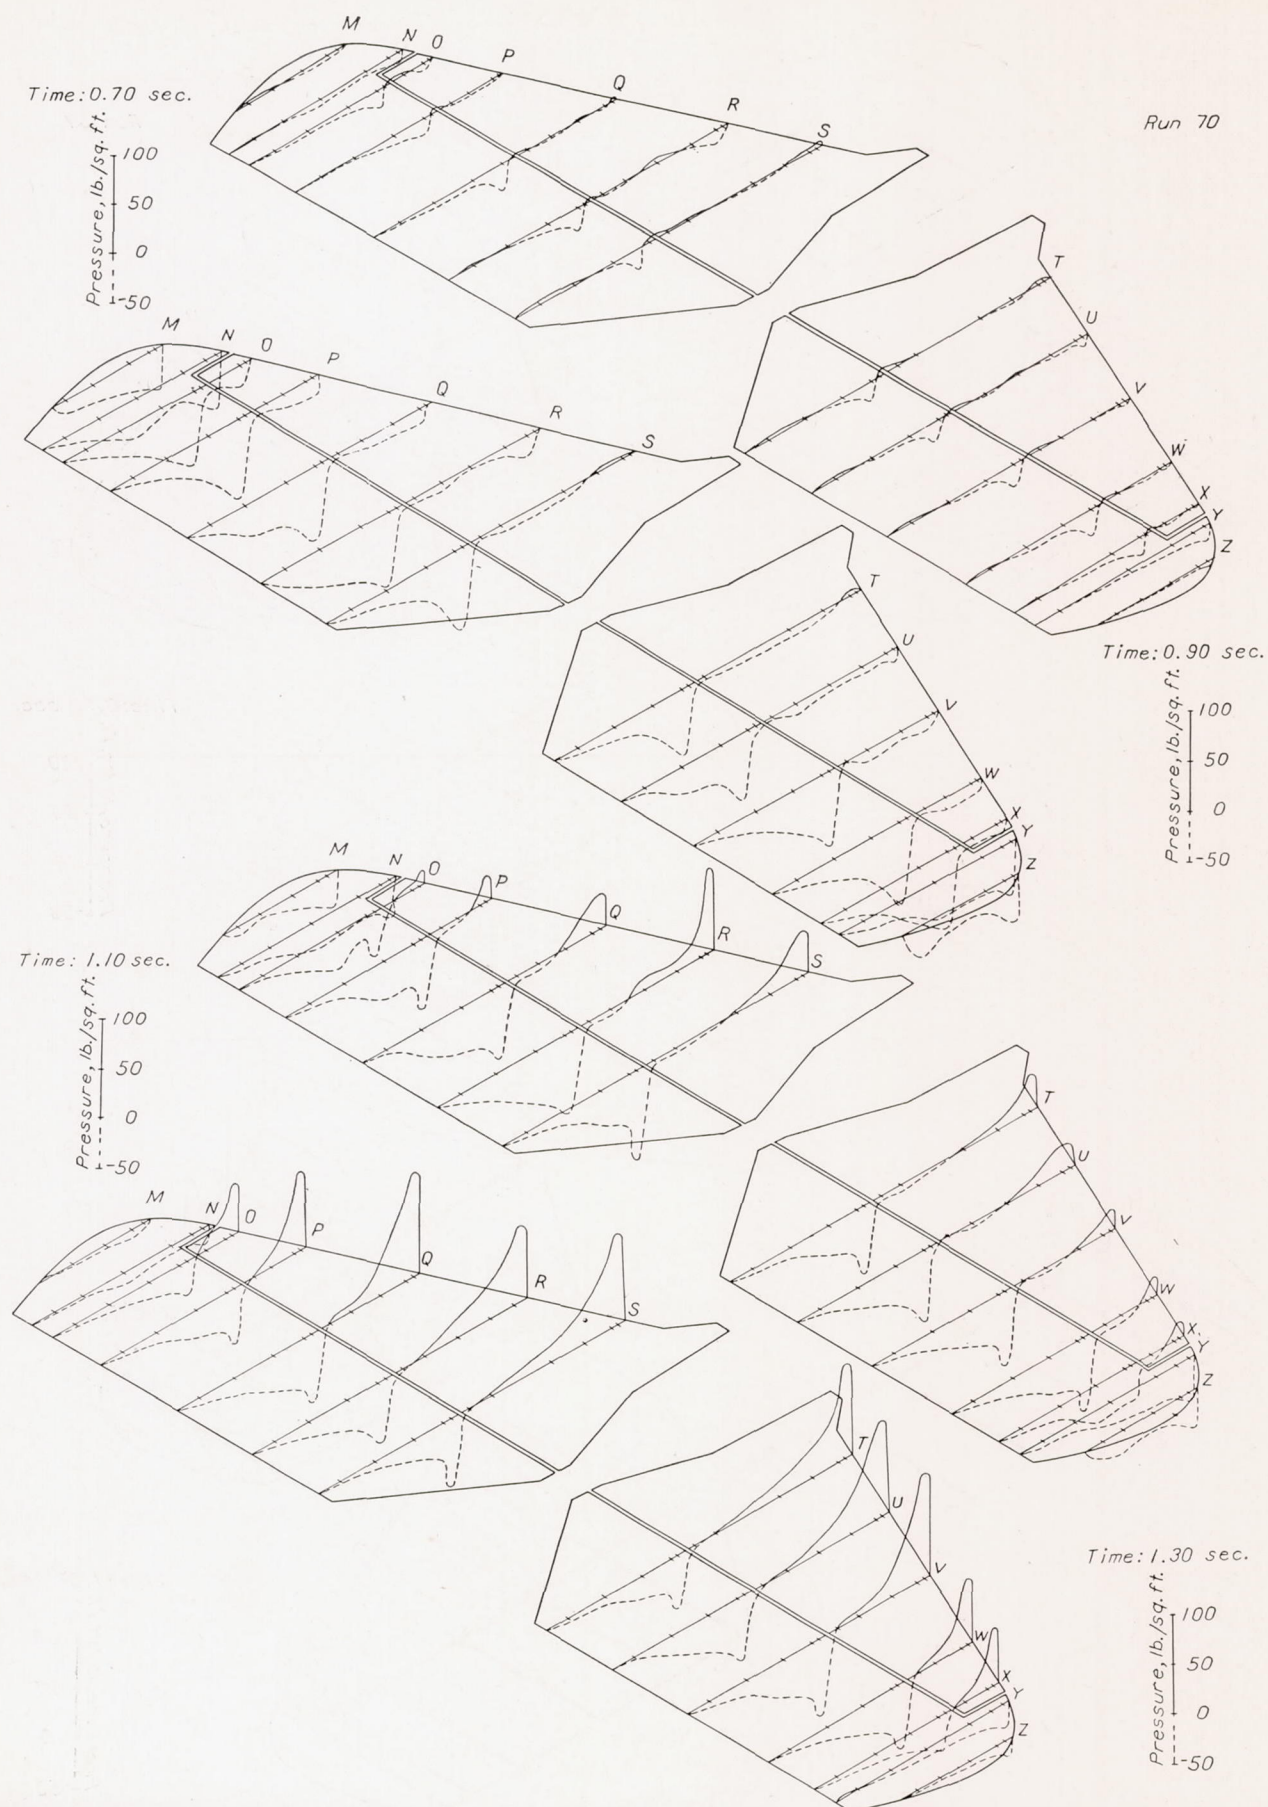 M
N
O
P
Q
R
S
Time: 0.70 sec.
Run 70
Pressure, lb./sq. ft.
100
50
0
-50
T
U
V
W
X
Y
Z
M
N
O
P
Q
R
S
T
U
V
W
X
Y
Z
Time: 0.90 sec.
Pressure, lb./sq. ft.
100
50
0
-50
M
N
O
P
Q
R
S
Time: 1.10 sec.
Pressure, lb./sq. ft.
100
50
0
-50
T
U
V
W
X
Y
Z
M
N
O
P
Q
R
S
T
U
V
W
X
Y
Z
Time: 1.30 sec.
Pressure, lb./sq. ft.
100
50
0
-50